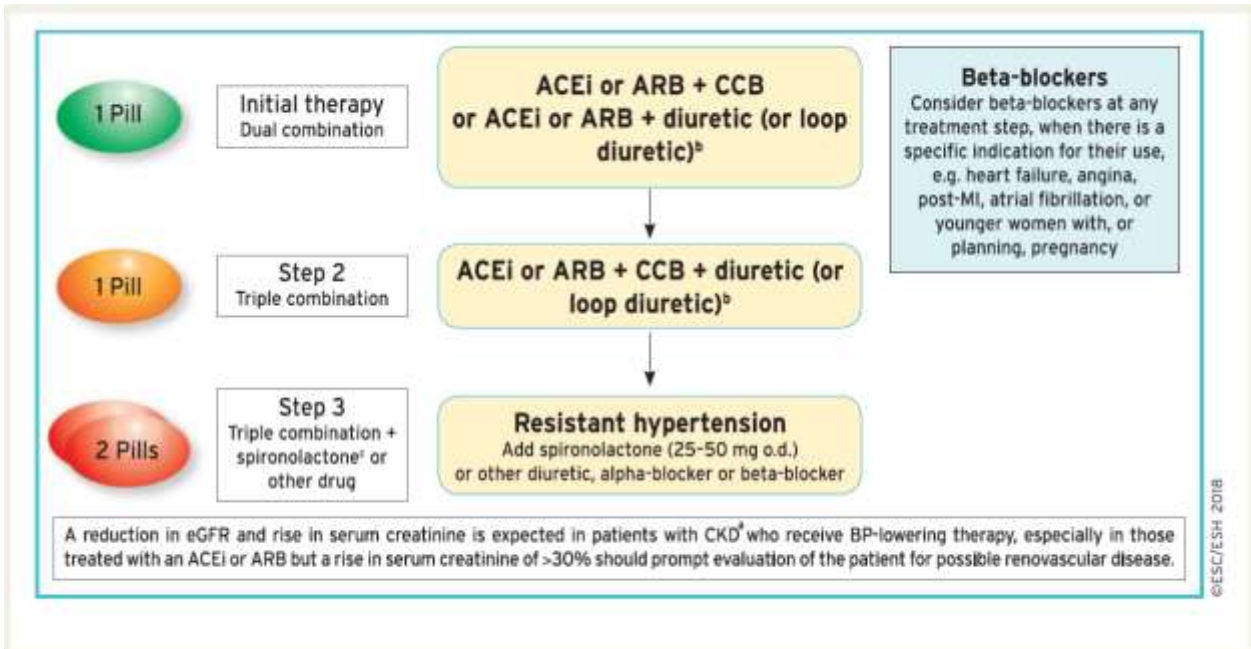 1 Pill
Initial therapy
Dual combination
ACEi or ARB + CCB
or ACEi or ARB + diuretic (or loop
diuretic)ᵇ
Beta-blockers
Consider beta-blockers at any
treatment step, when there is a
specific indication for their use,
e.g. heart failure, angina,
post-MI, atrial fibrillation, or
younger women with, or
planning, pregnancy
1 Pill
Step 2
Triple combination
ACEi or ARB + CCB + diuretic (or
loop diuretic)ᵇ
2 Pills
Step 3
Triple combination +
spironolactoneᶜ or
other drug
Resistant hypertension
Add spironolactone (25-50 mg o.d.)
or other diuretic, alpha-blocker or beta-blocker
A reduction in eGFR and rise in serum creatinine is expected in patients with CKDᵃ who receive BP-lowering therapy, especially in those
treated with an ACEi or ARB but a rise in serum creatinine of >30% should prompt evaluation of the patient for possible renovascular disease.
©ESC/ESH 2018